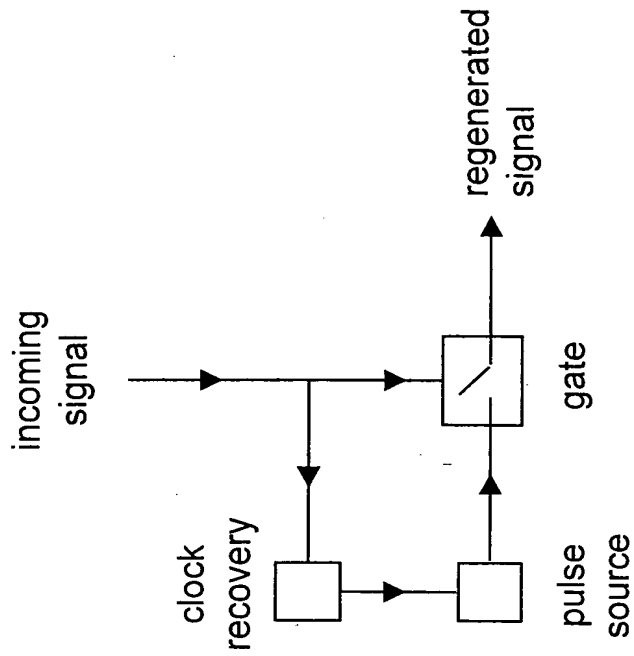 incoming
signal
clock
recovery
pulse
source
gate
regenerated
signal